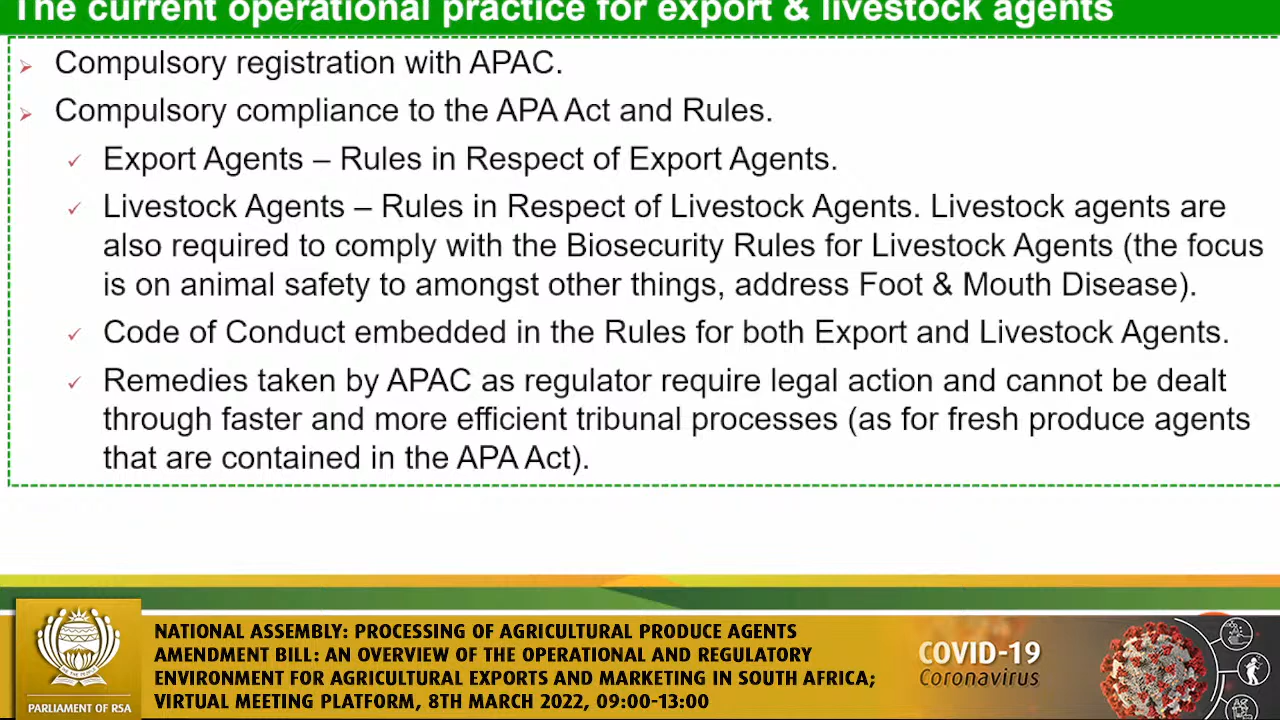 The current operational practice for export & livestock agents
Compulsory registration with APAC.
Compulsory compliance to the APA Act and Rules.
Export Agents – Rules in Respect of Export Agents.
Livestock Agents – Rules in Respect of Livestock Agents. Livestock agents are
also required to comply with the Biosecurity Rules for Livestock Agents (the focus
is on animal safety to amongst other things, address Foot & Mouth Disease).
Code of Conduct embedded in the Rules for both Export and Livestock Agents.
Remedies taken by APAC as regulator require legal action and cannot be dealt
through faster and more efficient tribunal processes (as for fresh produce agents
that are contained in the APA Act).
PARLIAMENT OF RSA
NATIONAL ASSEMBLY: PROCESSING OF AGRICULTURAL PRODUCE AGENTS
AMENDMENT BILL: AN OVERVIEW OF THE OPERATIONAL AND REGULATORY
ENVIRONMENT FOR AGRICULTURAL EXPORTS AND MARKETING IN SOUTH AFRICA;
VIRTUAL MEETING PLATFORM, 8TH MARCH 2022, 09:00-13:00
COVID-19
Coronavirus